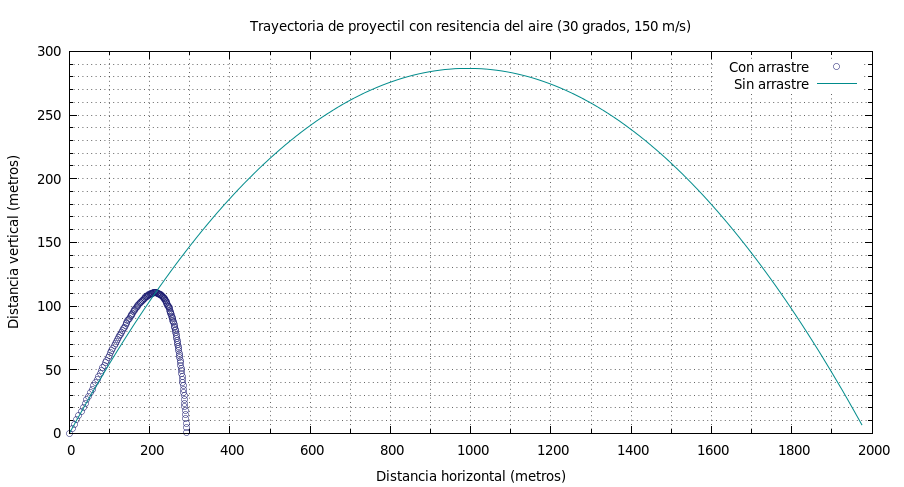 Trayectoria de proyectil con resitencia del aire (30 grados, 150 m/s)
300
250
200
150
100
50
0
Distancia vertical (metros)
Con arrastre
Sin arrastre
0 200 400 600 800 1000 1200 1400 1600 1800 2000
Distancia horizontal (metros)